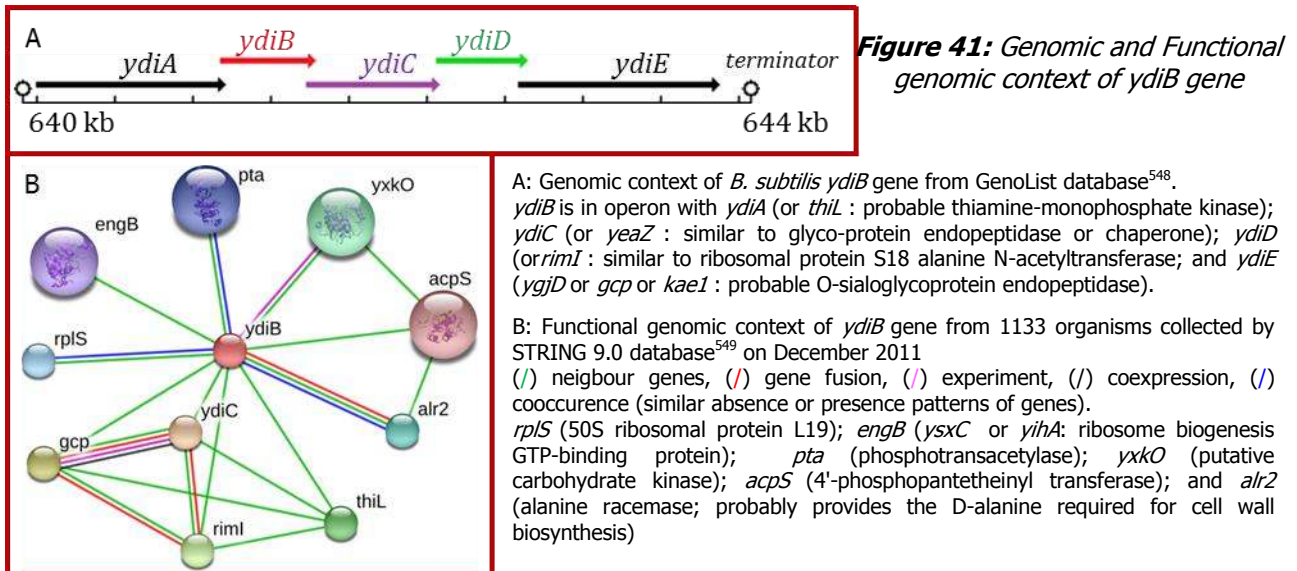 A
ydiB
ydiD
ydiA
ydiC
ydiE
terminator
640 kb
644 kb
Figure 41: Genomic and Functional
genomic context of ydiB gene
B
pta
yxkO
engB
acpS
ydiB
rplS
ydiC
alr2
gcp
thiL
rimI
A: Genomic context of B. subtilis ydiB gene from GenoList database548.
ydiB is in operon with ydiA (or thiL : probable thiamine-monophosphate kinase);
ydiC (or yeaZ : similar to glyco-protein endopeptidase or chaperone); ydiD
(orrimI : similar to ribosomal protein S18 alanine N-acetyltransferase; and ydiE
(ygjD or gcp or kae1 : probable O-sialoglycoprotein endopeptidase).
B: Functional genomic context of ydiB gene from 1133 organisms collected by
STRING 9.0 database549 on December 2011
(/) neigbour genes, (/) gene fusion, (/) experiment, (/) coexpression, (/)
cooccurence (similar absence or presence patterns of genes).
rplS (50S ribosomal protein L19); engB (ysxC or yihA: ribosome biogenesis
GTP-binding protein); pta (phosphotransacetylase); yxkO (putative
carbohydrate kinase); acpS (4'-phosphopantetheinyl transferase); and alr2
(alanine racemase; probably provides the D-alanine required for cell wall
biosynthesis)